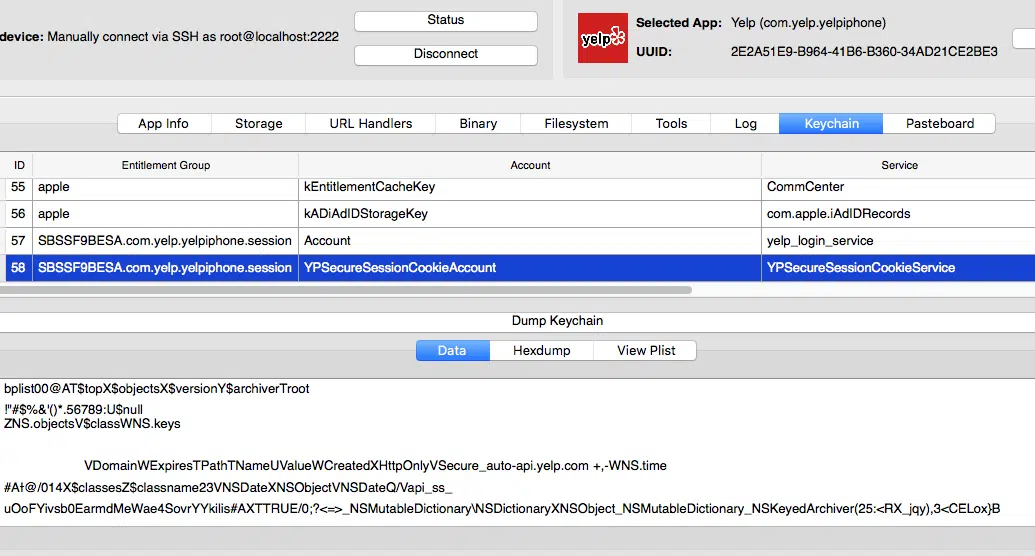 Status
device: Manually connect via SSH as root@localhost:2222
Disconnect
yelp
Selected App: Yelp (com.yelp.yelpiphone)
UUID: 2E2A51E9-B964-41B6-B360-34AD21CE2BE3
App Info Storage URL Handlers Binary Filesystem Tools Log Keychain Pasteboard
ID Entitlement Group Account Service
55 apple kEntitlementCacheKey CommCenter
56 apple kADiAdIDStorageKey com.apple.iAdIDRecords
57 SBSSF9BESA.com.yelp.yelpiphone.session Account yelp_login_service
58 SBSSF9BESA.com.yelp.yelpiphone.session YPSecureSessionCookieAccount YPSecureSessionCookieService
Dump Keychain
Data Hexdump View Plist
bplist00@AT$topX$objectsX$versionY$archiverTroot
!"#$%&'()*.56789:U$null
ZNS.objectsV$classWNS.keys
VDomainWExpiresTPathTNameUValueWCreatedXHttpOnlyVSecure_auto-api.yelp.com +,-WNS.time
#Aŧ@/014X$classesZ$classname23VNSDateXNSObjectVNSDateQ/Vapi_ss_
uOoFYivsb0EarmdMeWae4SovrYYkilis#AXTTRUE/0;?<=>_NSMutableDictionary\NSDictionaryXNSObject_NSMutableDictionary_NSKeyedArchiver(25:<RX_jqy),3<CELox}B